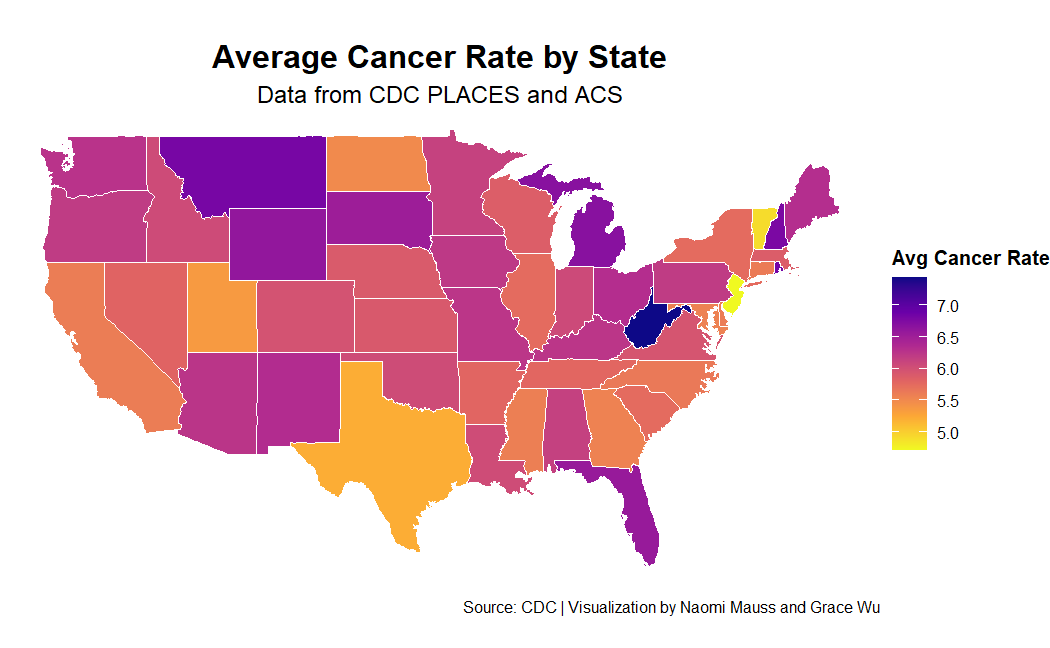 Average Cancer Rate by State
Data from CDC PLACES and ACS
Avg Cancer Rate
7.0
6.5
6.0
5.5
5.0
Source: CDC | Visualization by Naomi Mauss and Grace Wu